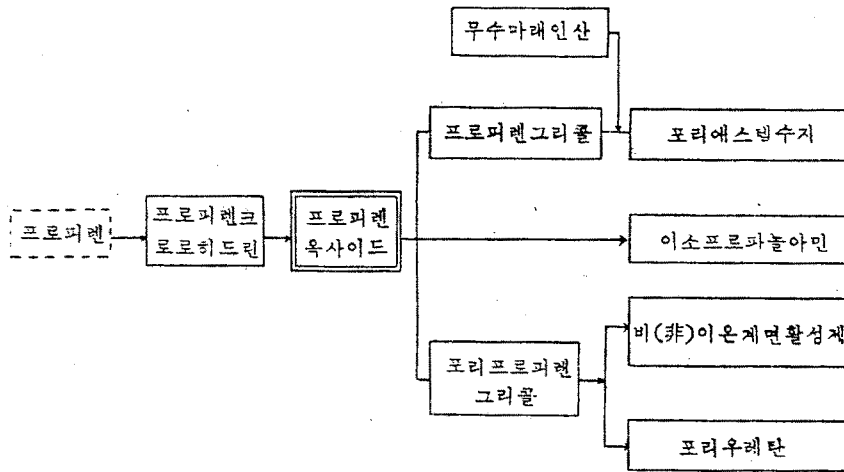 무수마래인산
프로피렌그리콜
포리에스텔수지
프로피렌
프로피렌크
로로히드린
프로피렌
옥사이드
이소프로파놀아민
비(非)이온계면활성제
포리프로피렌
그리콜
포리우레탄